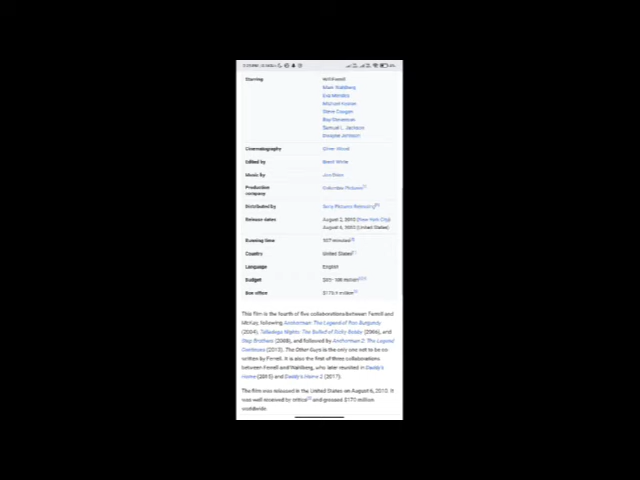 Starring Will Ferrell
Mark Wahlberg
Eva Mendes
Michael Keaton
Steve Coogan
Ray Stevenson
Samuel L. Jackson
Dwayne Johnson
Cinematography Oliver Wood
Edited by Brent White
Music by Jon Brion
Production Columbia Pictures
company
Distributed by Sony Pictures Releasing
Release dates August 2, 2010 (New York City)
August 6, 2010 (United States)
Running time 107 minutes
Country United States
Language English
Budget million
Box office million
This film is the fourth of five collaborations between Ferrell and
McKay, following Anchorman: The Legend of Ron Burgundy
(2004), Talladega Nights: The Ballad of Ricky Bobby (2006), and
Step Brothers (2008), and followed by Anchorman 2: The Legend
Continues (2013). The Other Guys is the only one not to be co-
written by Ferrell. It is also the first of three collaborations
between Ferrell and Wahlberg, who later reunited in Daddy's
Home (2015) and Daddy's Home 2 (2017).
The film was released in the United States on August 6, 2010. It
was well received by critics and grossed $170 million
worldwide.